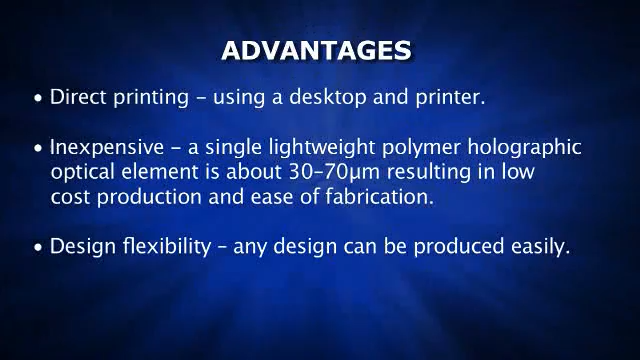 ADVANTAGES
• Direct printing – using a desktop and printer.
• Inexpensive – a single lightweight polymer holographic
optical element is about 30–70µm resulting in low
cost production and ease of fabrication.
• Design flexibility – any design can be produced easily.